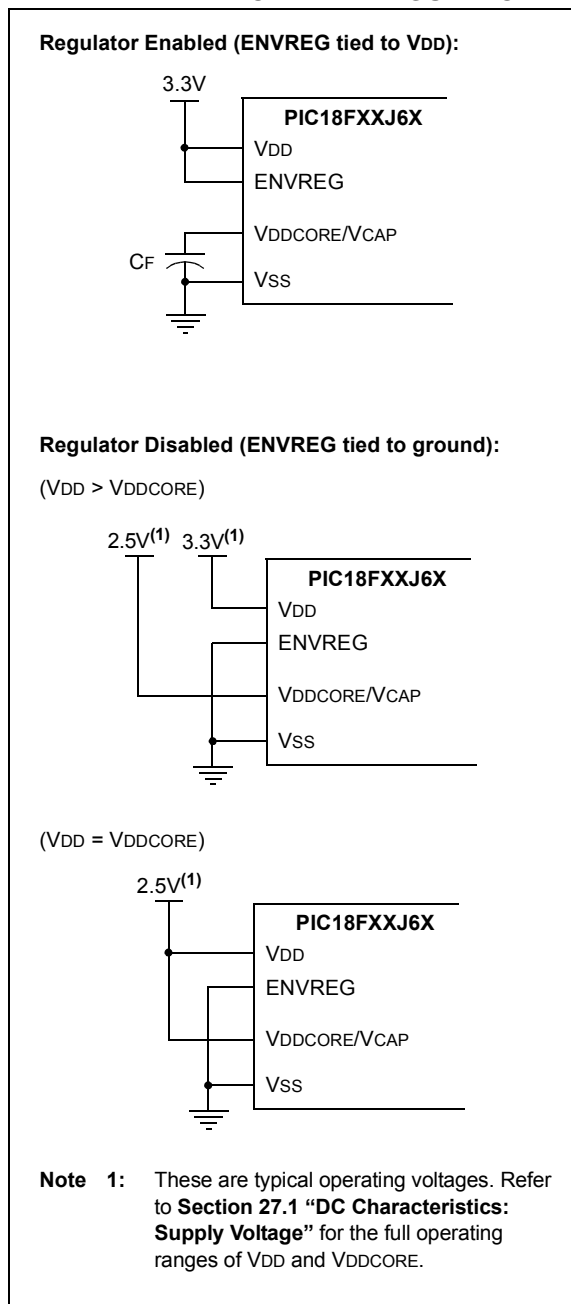 Regulator Enabled (ENVREG tied to VDD):
3.3V
PIC18FXXJ6X
VDD
ENVREG
VDDCORE/VCAP
CF
VSS
Regulator Disabled (ENVREG tied to ground):
(VDD > VDDCORE)
2.5V(1) 3.3V(1)
PIC18FXXJ6X
VDD
ENVREG
VDDCORE/VCAP
VSS
(VDD = VDDCORE)
2.5V(1)
PIC18FXXJ6X
VDD
ENVREG
VDDCORE/VCAP
VSS
Note 1: These are typical operating voltages. Refer
to Section 27.1 “DC Characteristics:
Supply Voltage” for the full operating
ranges of VDD and VDDCORE.